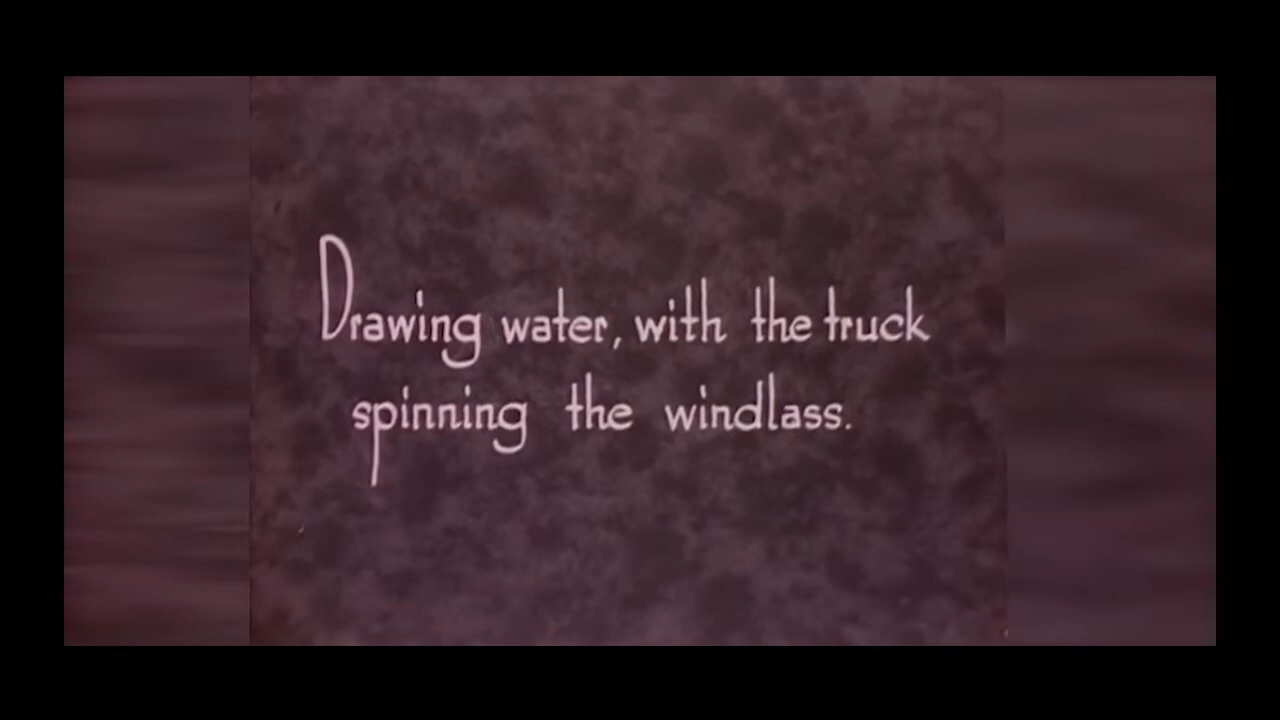 Drawing water, with the truck
spinning the windlass.